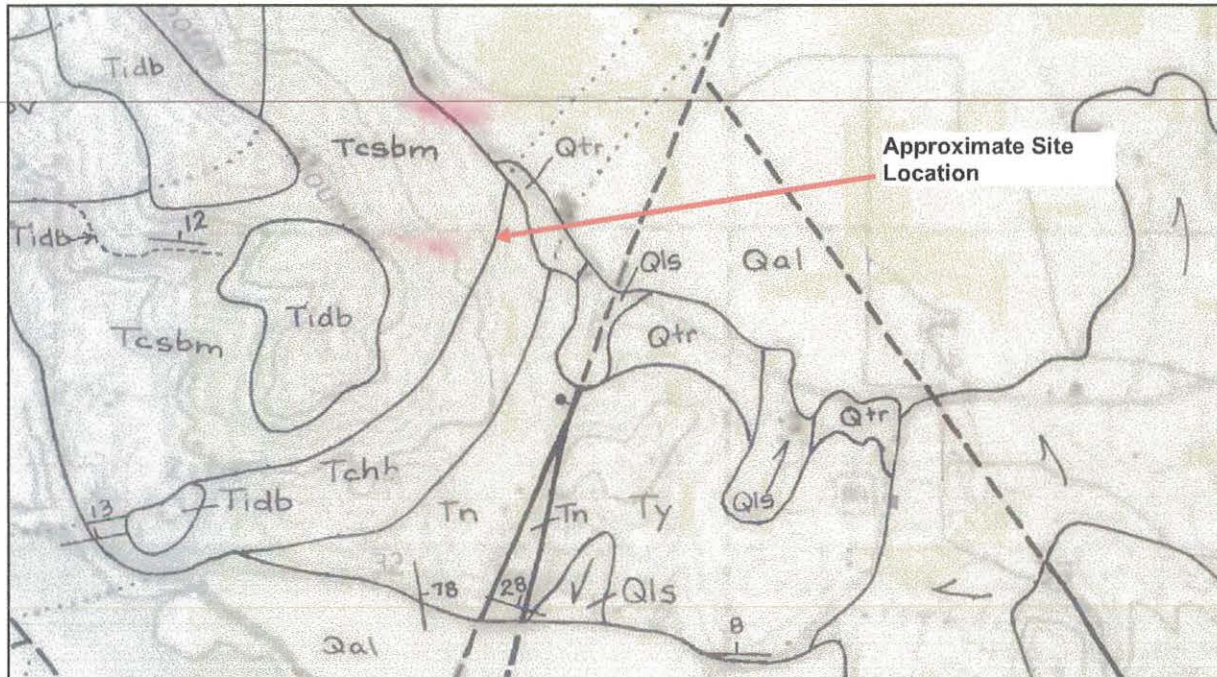 Tidb
Tcsbm
Qtr
Approximate Site
Location
12
Tidb
Qls
Qal
Tidb
Tcsbm
Qtr
Qtr
Tchh
Tidb
13
Tn
Tn
Ty
Qls
32
78
28
Qls
8
Qal